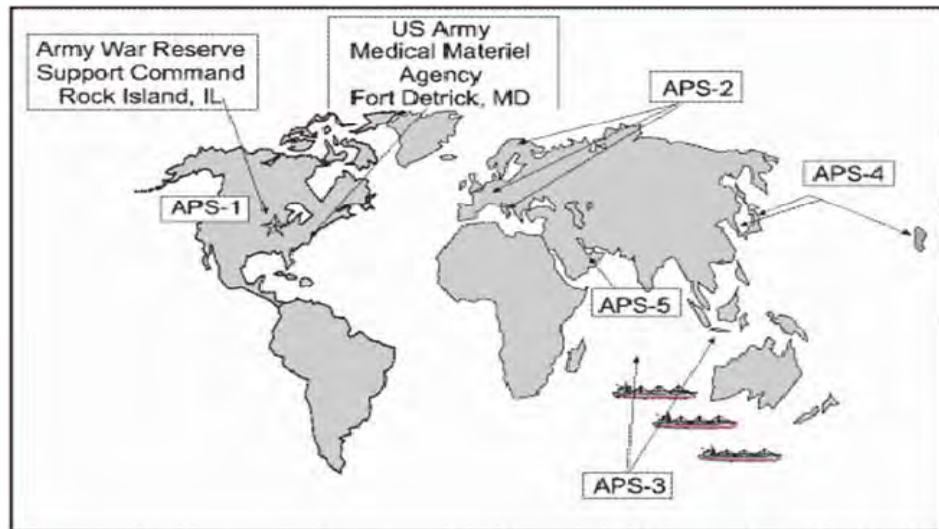 Army War Reserve
Support Command
Rock Island, IL
US Army
Medical Materiel
Agency
Fort Detrick, MD
APS-2
APS-4
APS-1
APS-5
APS-3